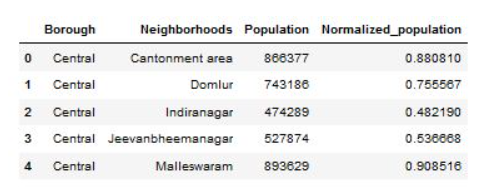 Borough Neighborhoods Population Normalized_population
0 Central Cantonment area 866377 0.880810
1 Central Domlur 743186 0.755567
2 Central Indiranagar 474289 0.482190
3 Central Jeevanbheemanagar 527874 0.536668
4 Central Malleswaram 893629 0.908516